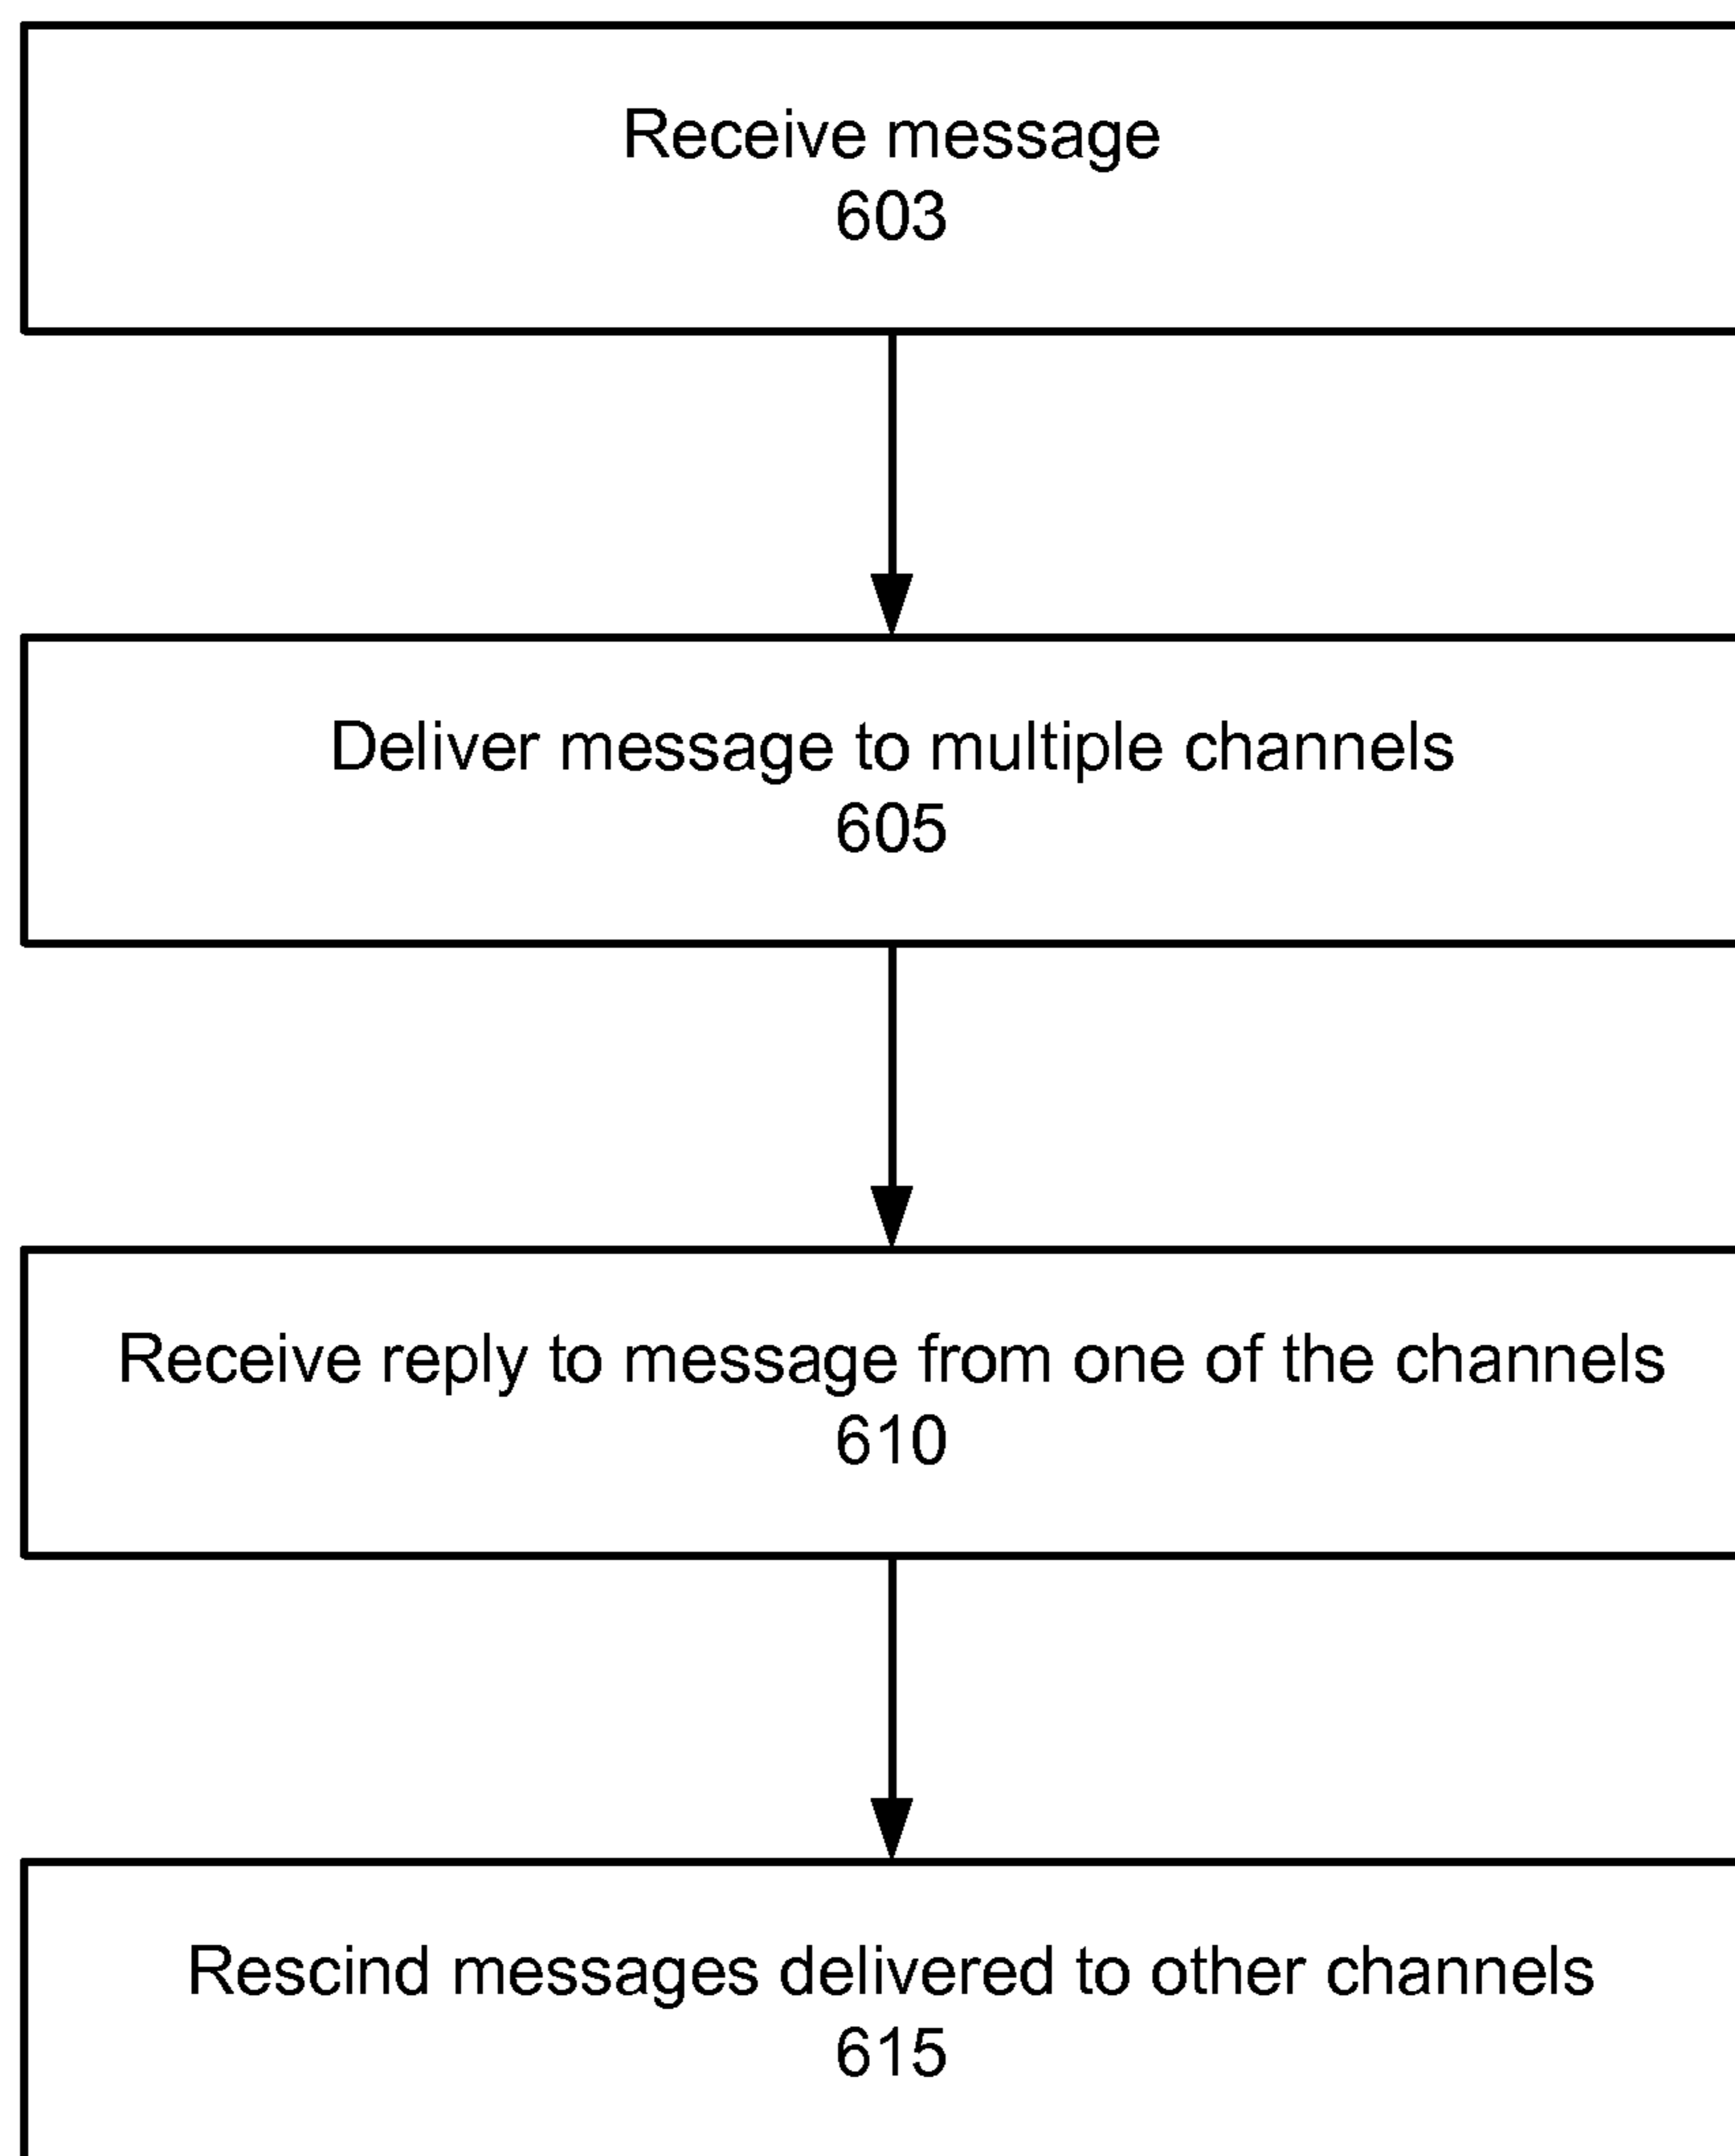 Receive message
603
Deliver message to multiple channels
605
Receive reply to message from one of the channels
610
Rescind messages delivered to other channels
615